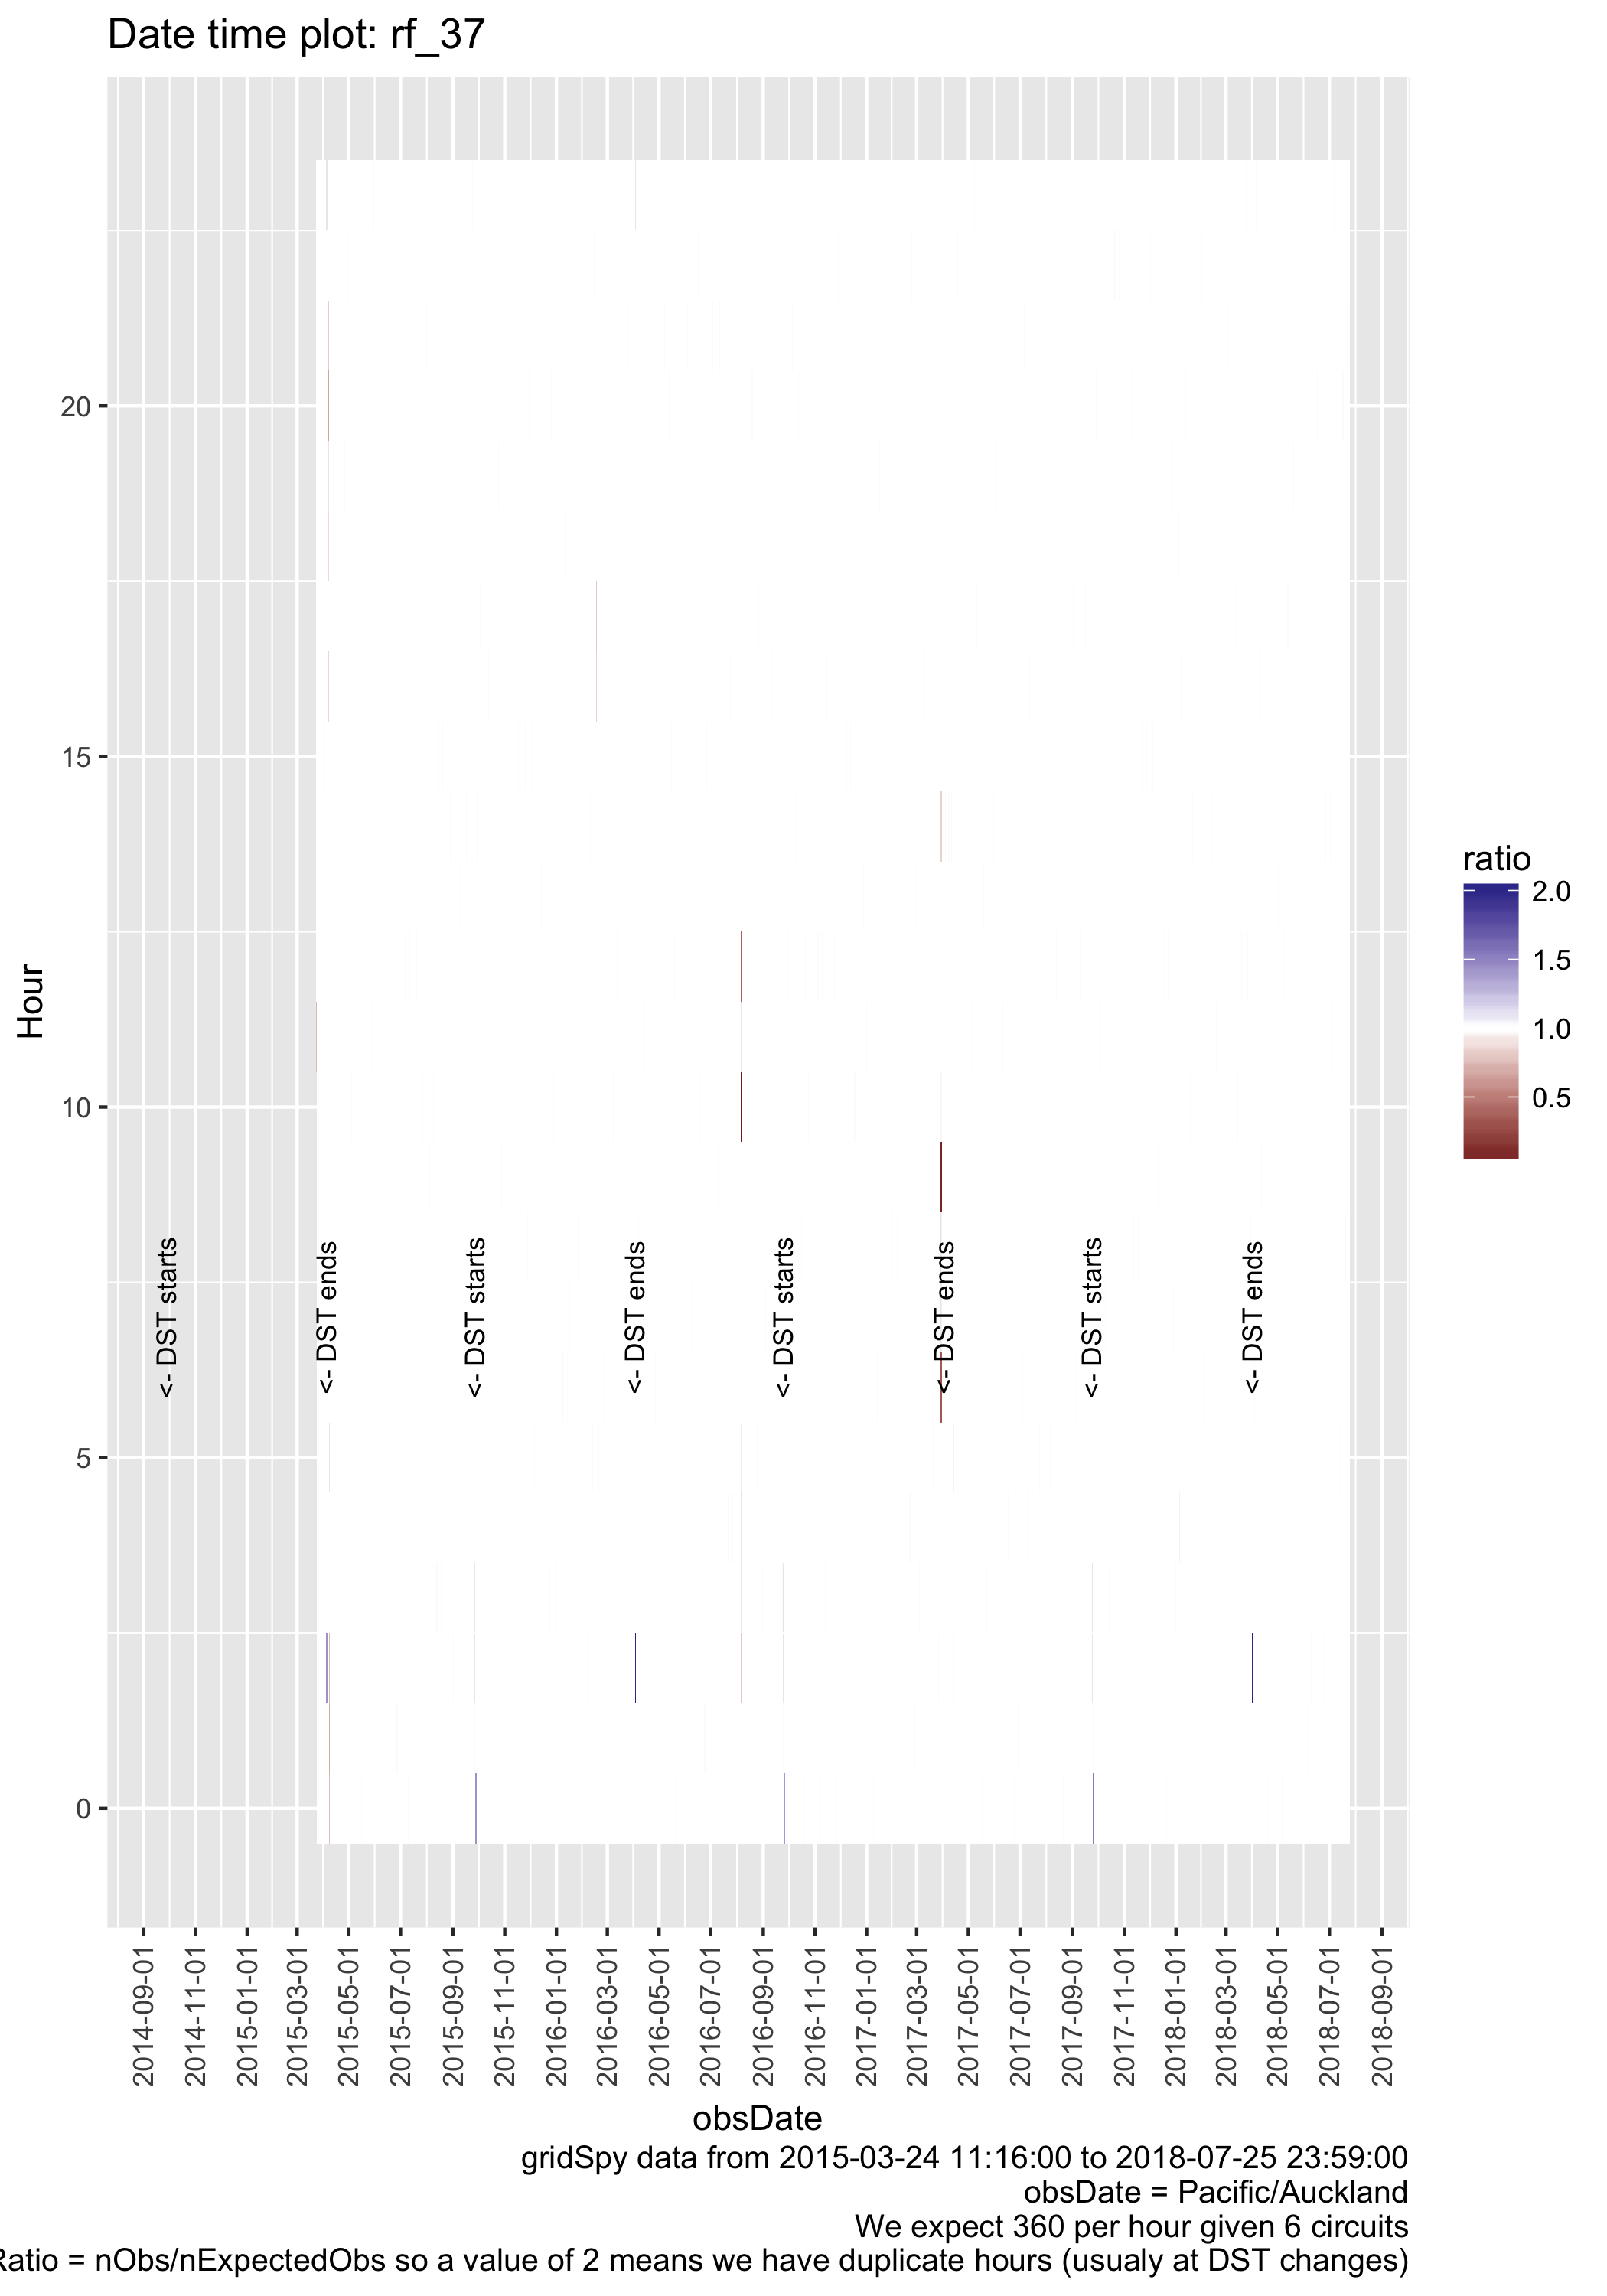 Date time plot: rf_37
Hour
20
15
10
5
0
<- DST starts
<- DST ends
<- DST starts
<- DST ends
<- DST starts
<- DST ends
<- DST starts
<- DST ends
ratio
2.0
1.5
1.0
0.5
2014-09-01
2014-11-01
2015-01-01
2015-03-01
2015-05-01
2015-07-01
2015-09-01
2015-11-01
2016-01-01
2016-03-01
2016-05-01
2016-07-01
2016-09-01
2016-11-01
2017-01-01
2017-03-01
2017-05-01
2017-07-01
2017-09-01
2017-11-01
2018-01-01
2018-03-01
2018-05-01
2018-07-01
2018-09-01
obsDate
gridSpy data from 2015-03-24 11:16:00 to 2018-07-25 23:59:00
obsDate = Pacific/Auckland
We expect 360 per hour given 6 circuits
Ratio = nObs/nExpectedObs so a value of 2 means we have duplicate hours (usualy at DST changes)